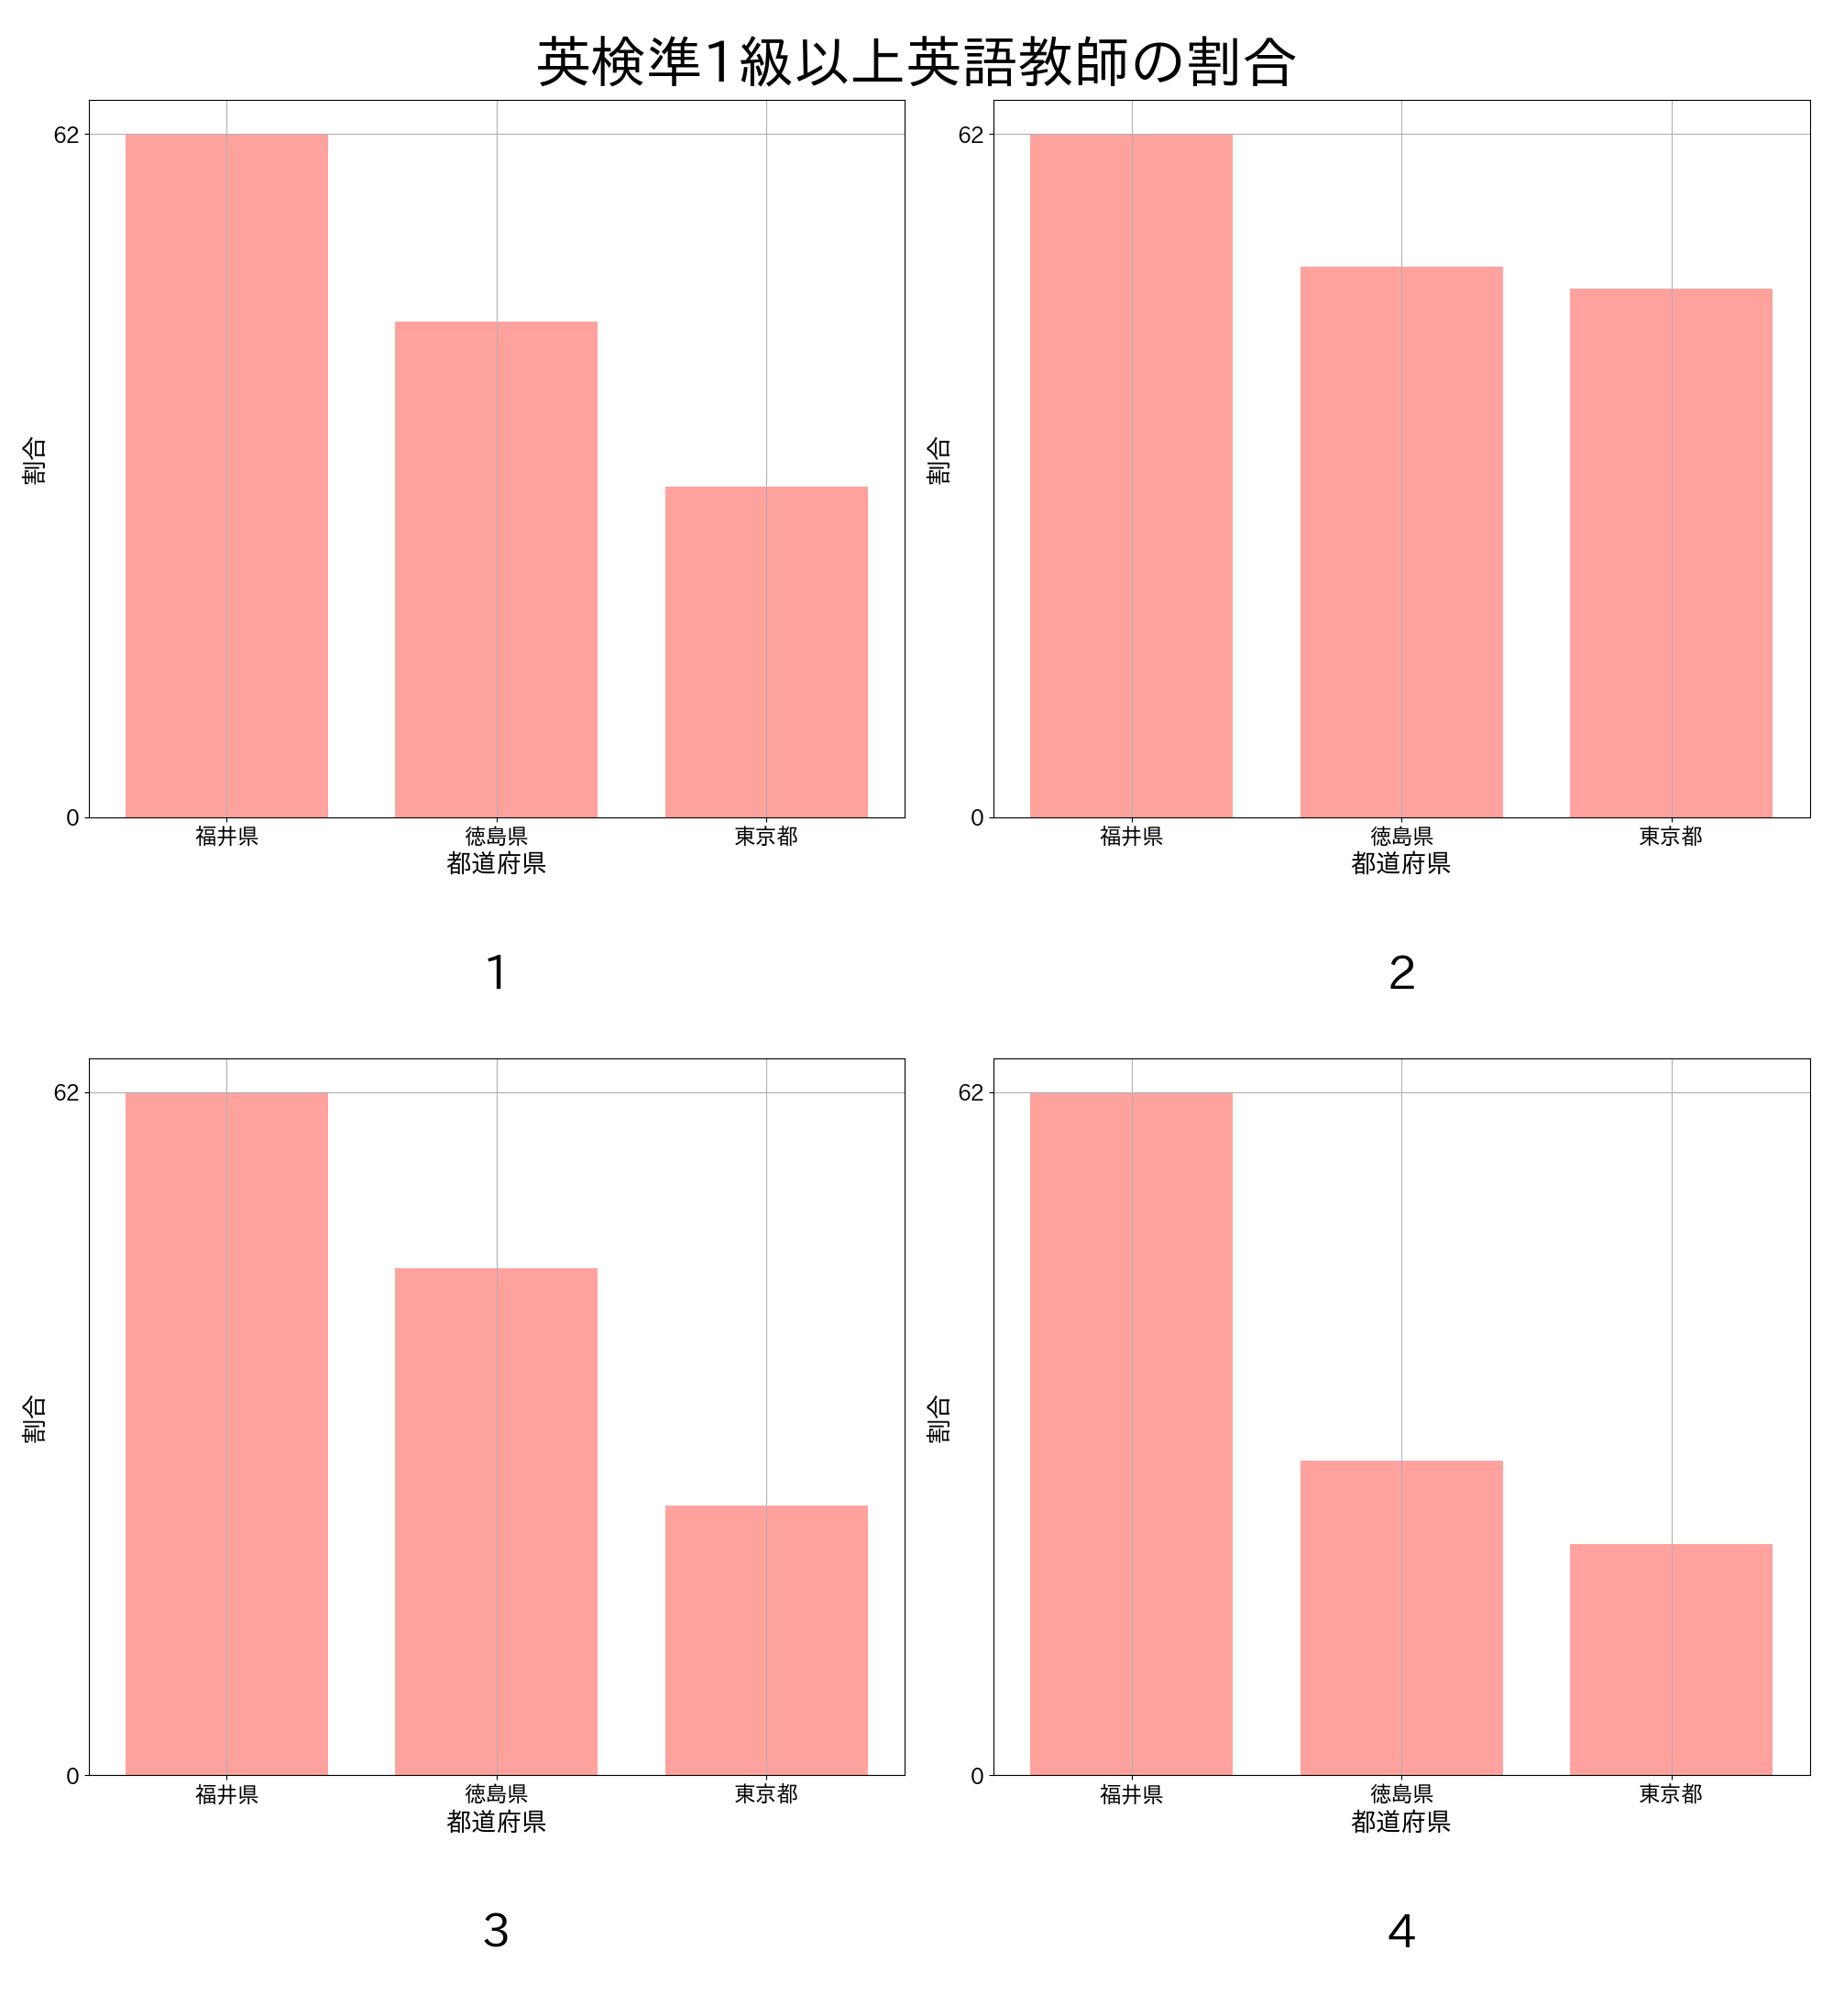 英検準1級以上英語教師の割合
62
割合
0
福井県 徳島県 東京都
都道府県
1
62
割合
0
福井県 徳島県 東京都
都道府県
2
62
割合
0
福井県 徳島県 東京都
都道府県
3
62
割合
0
福井県 徳島県 東京都
都道府県
4